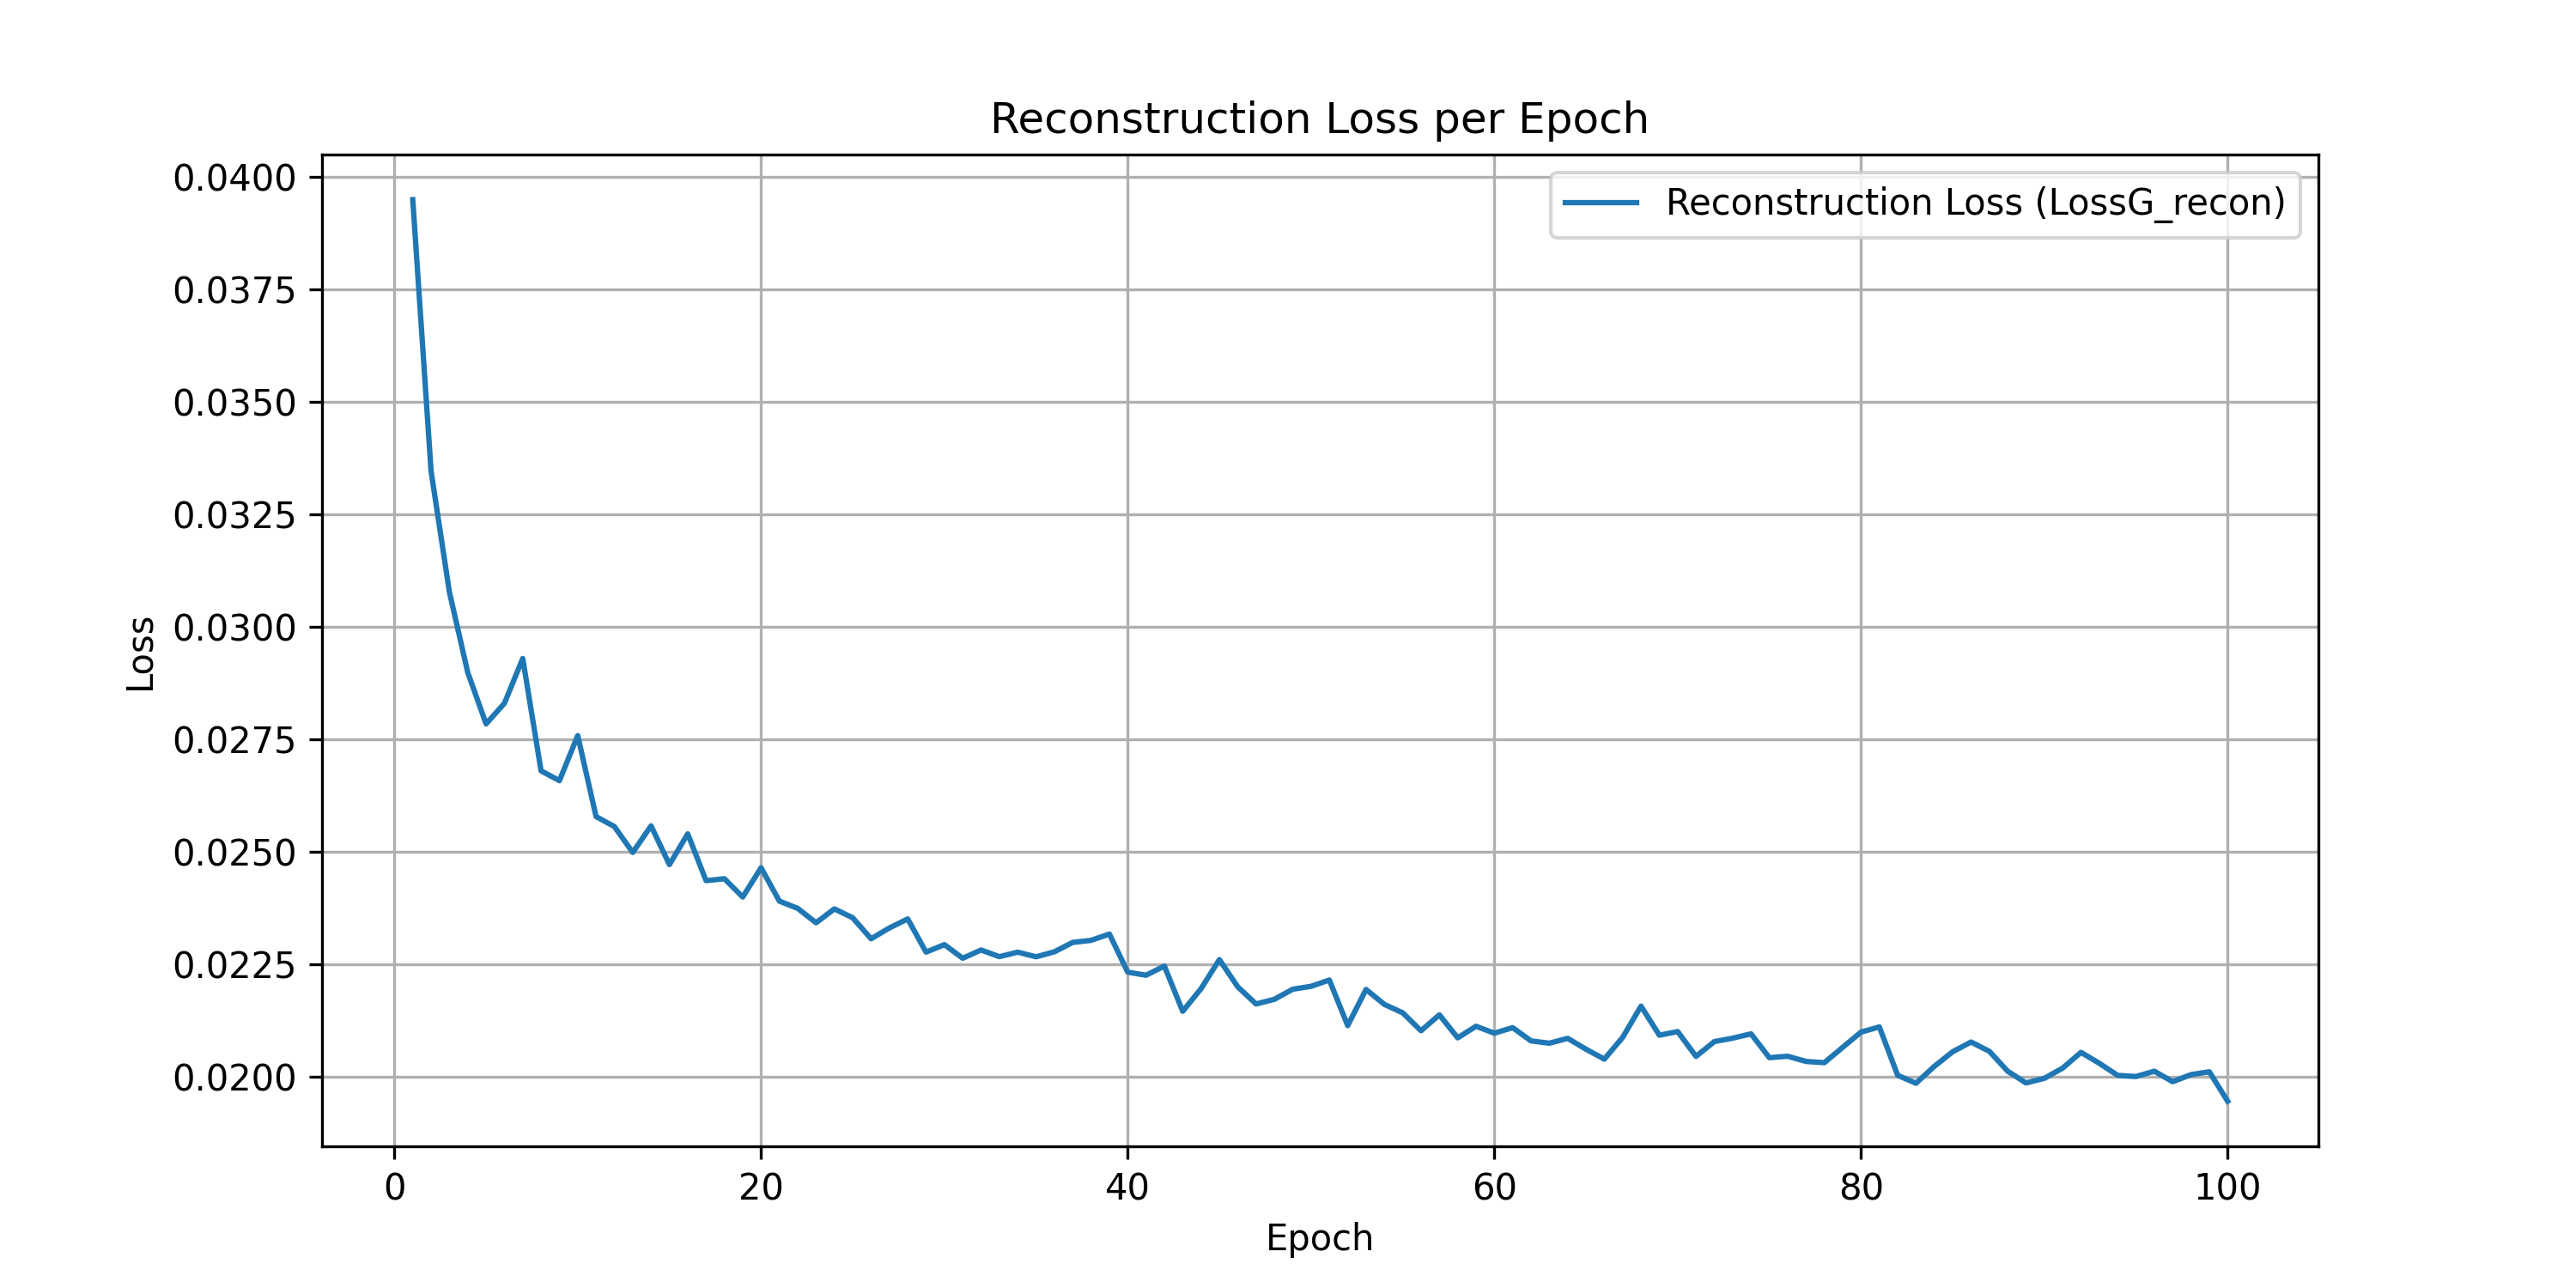 Reconstruction Loss per Epoch
Reconstruction Loss (LossG_recon)
0.0400
0.0375
0.0350
0.0325
0.0300
0.0275
0.0250
0.0225
0.0200
Loss
0 20 40 60 80 100
Epoch